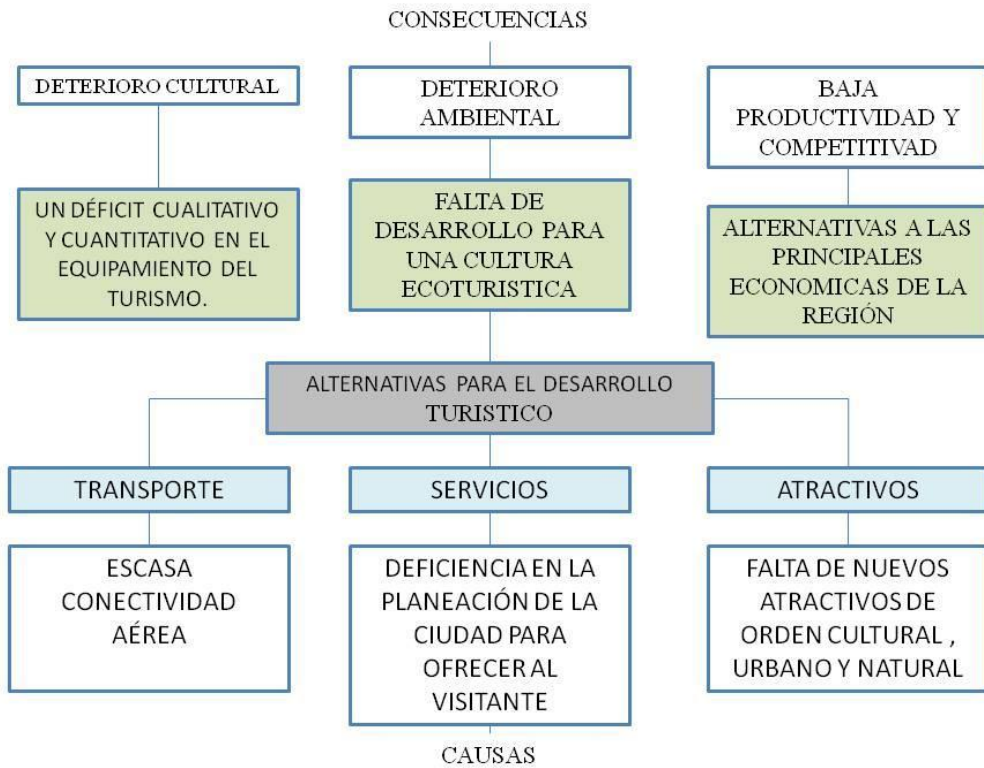 CONSECUENCIAS
DETERIORO CULTURAL
DETERIORO
AMBIENTAL
BAJA
PRODUCTIVIDAD Y
COMPETITIVAD
UN DÉFICIT CUALITATIVO
Y CUANTITATIVO EN EL
EQUIPAMIENTO DEL
TURISMO.
FALTA DE
DESARROLLO PARA
UNA CULTURA
ECOTURISTICA
ALTERNATIVAS A LAS
PRINCIPALES
ECONOMICAS DE LA
REGIÓN
ALTERNATIVAS PARA EL DESARROLLO
TURISTICO
TRANSPORTE
SERVICIOS
ATRACTIVOS
ESCASA
CONECTIVIDAD
AÉREA
DEFICIENCIA EN LA
PLANEACIÓN DE LA
CIUDAD PARA
OFRECER AL
VISITANTE
FALTA DE NUEVOS
ATRACTIVOS DE
ORDEN CULTURAL ,
URBANO Y NATURAL
CAUSAS